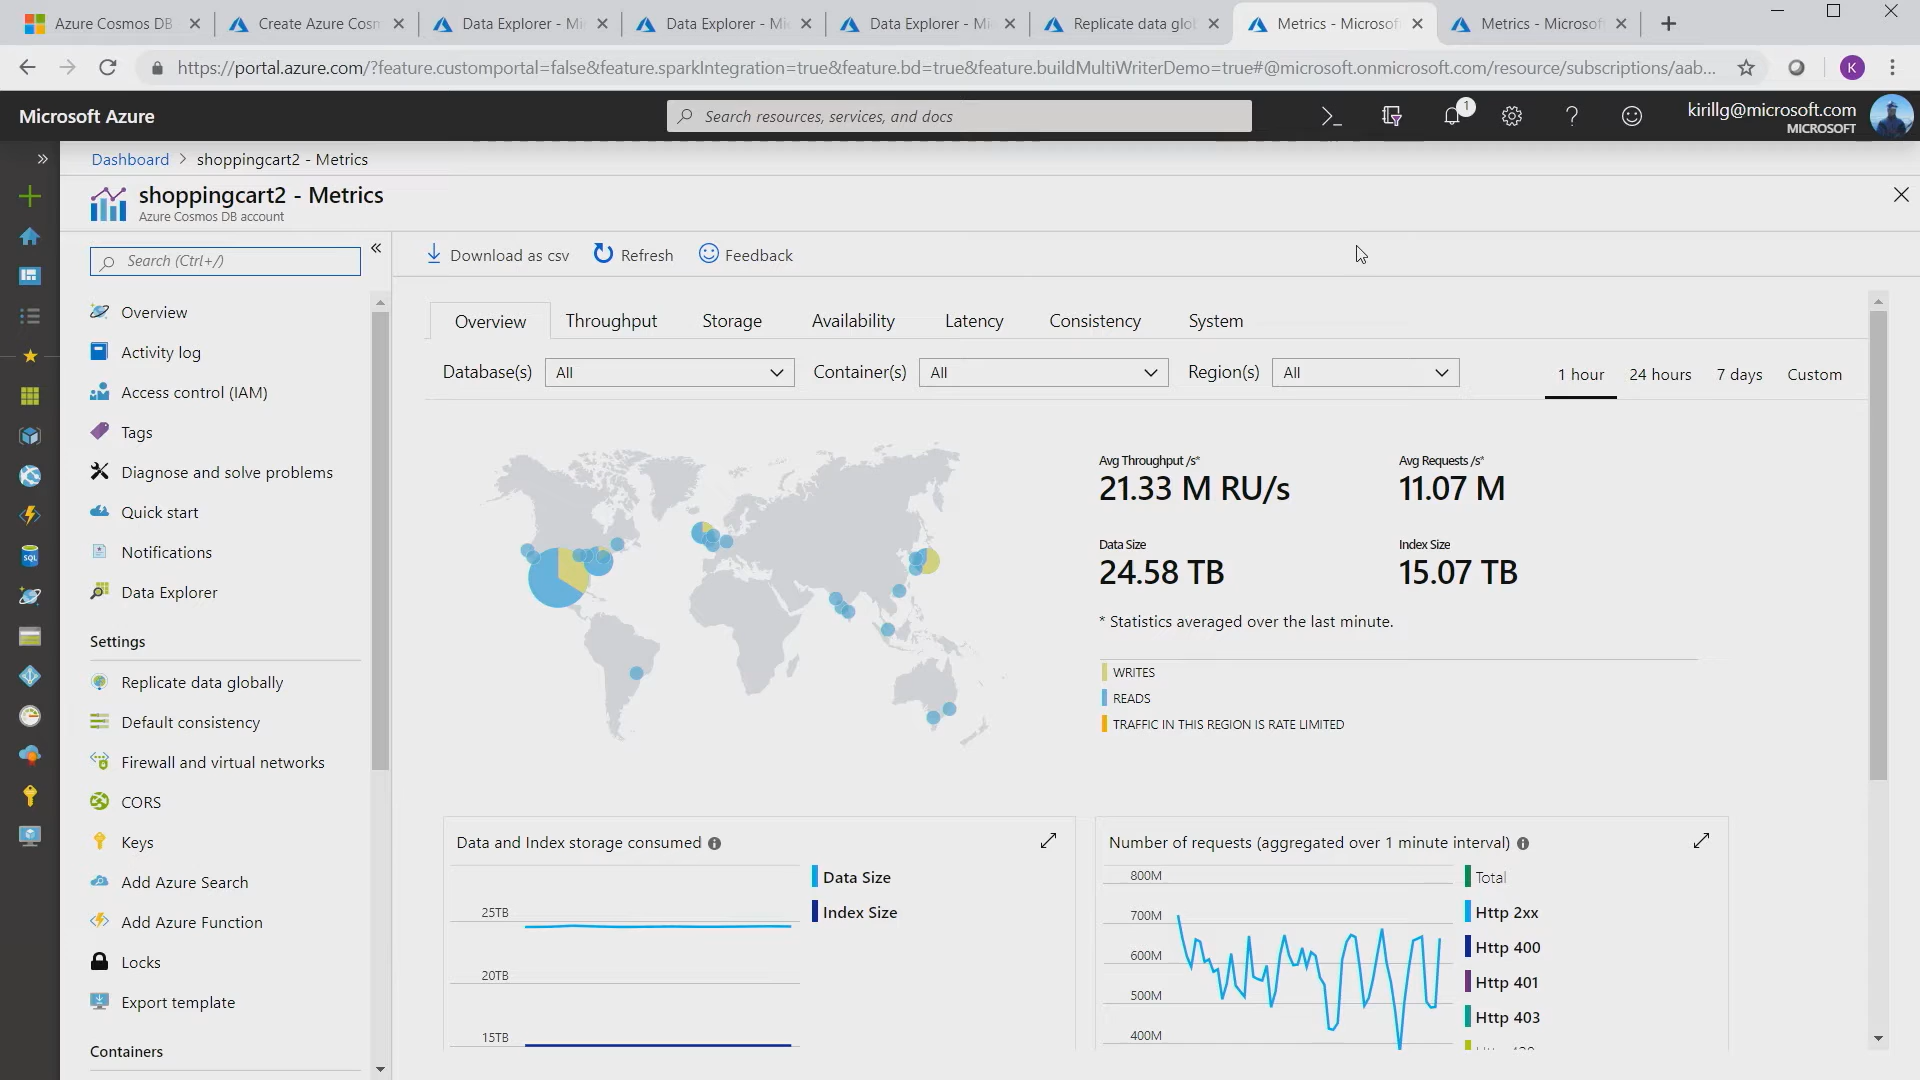 Azure Cosmos DB
Create Azure Cosm
Data Explorer - Mi
Data Explorer - Mi
Data Explorer - Mi
Replicate data glob
Metrics - Microsoft
Metrics - Microsoft
https://portal.azure.com/?feature.customportal=false&feature.sparkIntegration=true&feature.bd=true&feature.buildMultiWriterDemo=true#@microsoft.onmicrosoft.com/resource/subscriptions/aab...
K
Microsoft Azure
Search resources, services, and docs
1
kirillg@microsoft.com
MICROSOFT
Dashboard > shoppingcart2 - Metrics
shoppingcart2 - Metrics
Azure Cosmos DB account
Search (Ctrl+/)
Overview
Activity log
Access control (IAM)
Tags
Diagnose and solve problems
Quick start
Notifications
Data Explorer
Settings
Replicate data globally
Default consistency
Firewall and virtual networks
CORS
Keys
Add Azure Search
Add Azure Function
Locks
Export template
Containers
SQL
Download as csv
Refresh
Feedback
Overview
Throughput
Storage
Availability
Latency
Consistency
System
Database(s)
All
Container(s)
All
Region(s)
All
1 hour
24 hours
7 days
Custom
Avg Throughput /s*
21.33 M RU/s
Avg Requests /s*
11.07 M
Data Size
24.58 TB
Index Size
15.07 TB
* Statistics averaged over the last minute.
WRITES
READS
TRAFFIC IN THIS REGION IS RATE LIMITED
Data and Index storage consumed
25TB
20TB
15TB
Data Size
Index Size
Number of requests (aggregated over 1 minute interval)
800M
700M
600M
500M
400M
Total
Http 2xx
Http 400
Http 401
Http 403